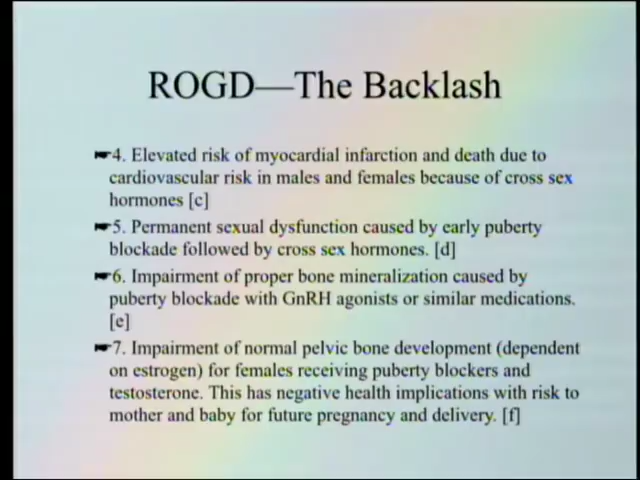 ROGD—The Backlash
☛4. Elevated risk of myocardial infarction and death due to
cardiovascular risk in males and females because of cross sex
hormones [c]
☛5. Permanent sexual dysfunction caused by early puberty
blockade followed by cross sex hormones. [d]
☛6. Impairment of proper bone mineralization caused by
puberty blockade with GnRH agonists or similar medications.
[e]
☛7. Impairment of normal pelvic bone development (dependent
on estrogen) for females receiving puberty blockers and
testosterone. This has negative health implications with risk to
mother and baby for future pregnancy and delivery. [f]